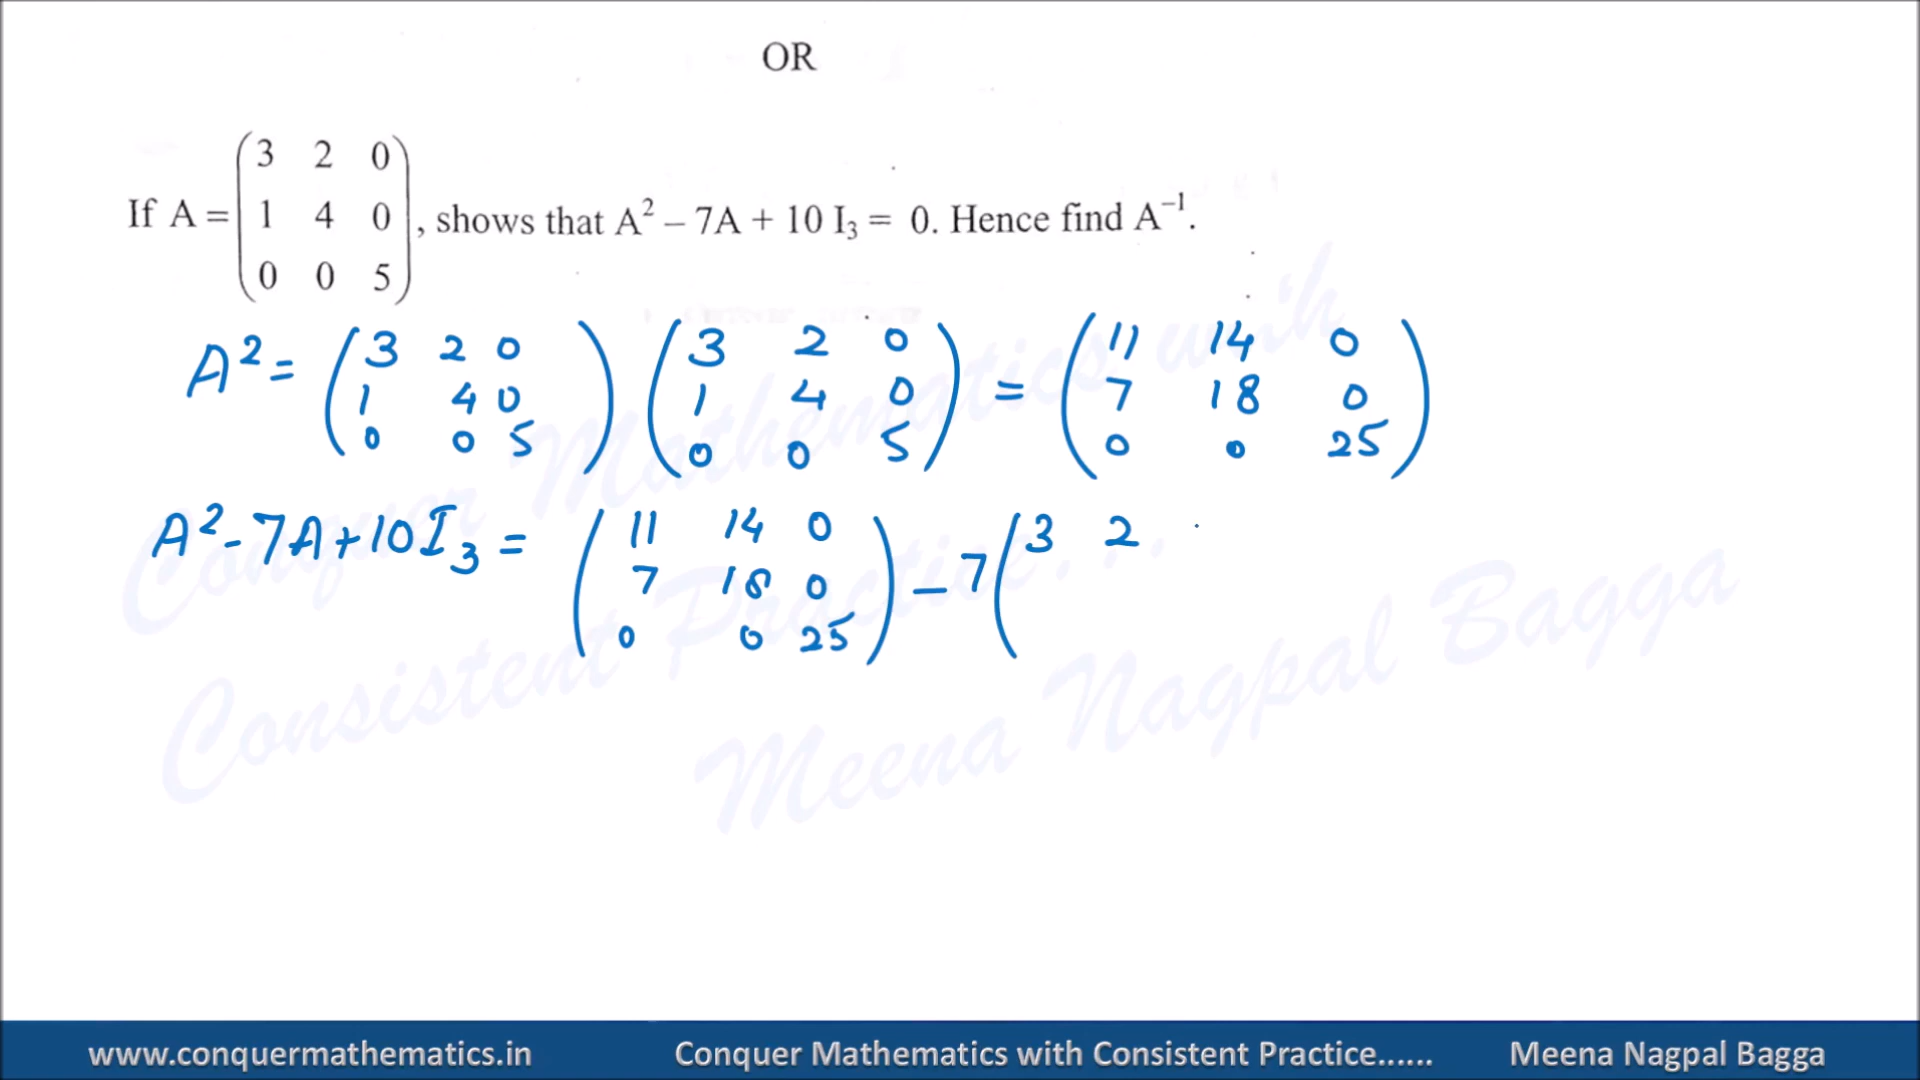 OR
If A = (3 2 0
1 4 0
0 0 5), shows that A² – 7A + 10 I₃ = 0. Hence find A⁻¹.
A² = (3 2 0
1 4 0
0 0 5) (3 2 0
1 4 0
0 0 5) = (11 14 0
7 18 0
0 0 25)
A² - 7A + 10I₃ = (11 14 0
7 18 0
0 0 25) - 7(3 2
Conquer Mathematics with
Consistent Practice...
Meena Nagpal Bagga
www.conquermathematics.in Conquer Mathematics with Consistent Practice...... Meena Nagpal Bagga